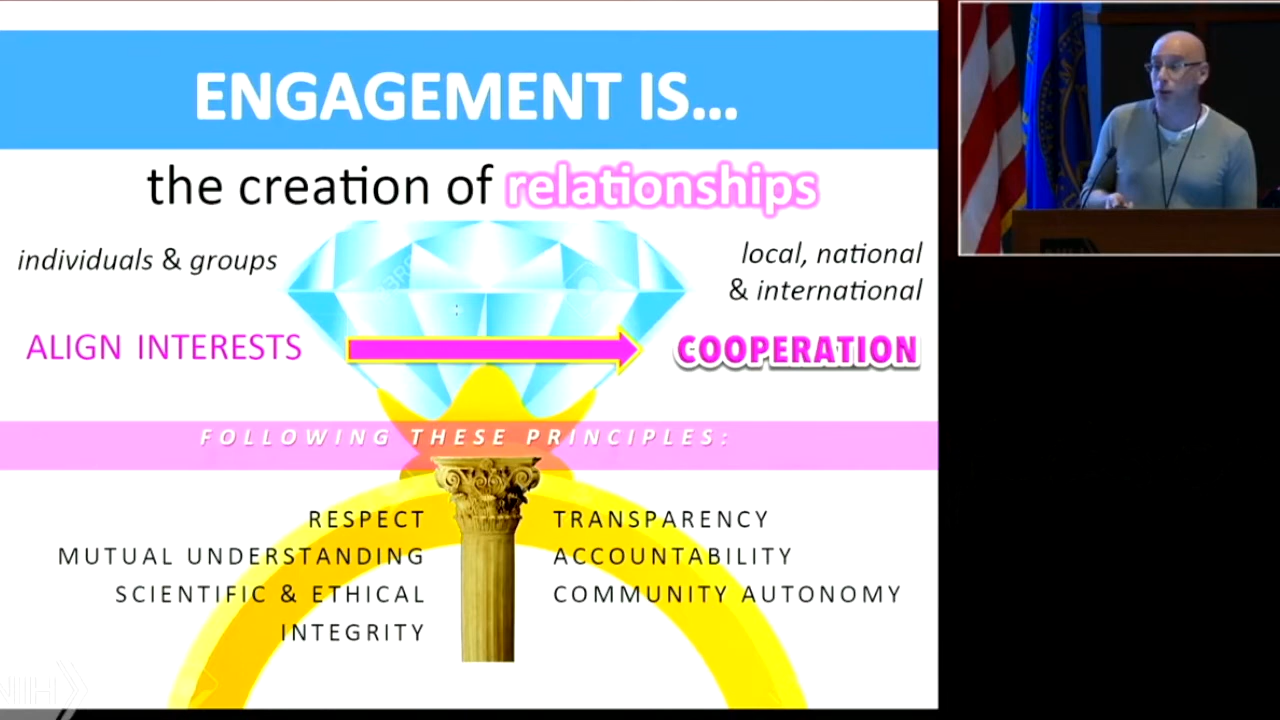 ENGAGEMENT IS...
the creation of relationships
individuals & groups
local, national
& international
ALIGN INTERESTS
COOPERATION
FOLLOWING THESE PRINCIPLES:
RESPECT
MUTUAL UNDERSTANDING
SCIENTIFIC & ETHICAL
INTEGRITY
TRANSPARENCY
ACCOUNTABILITY
COMMUNITY AUTONOMY
NIH